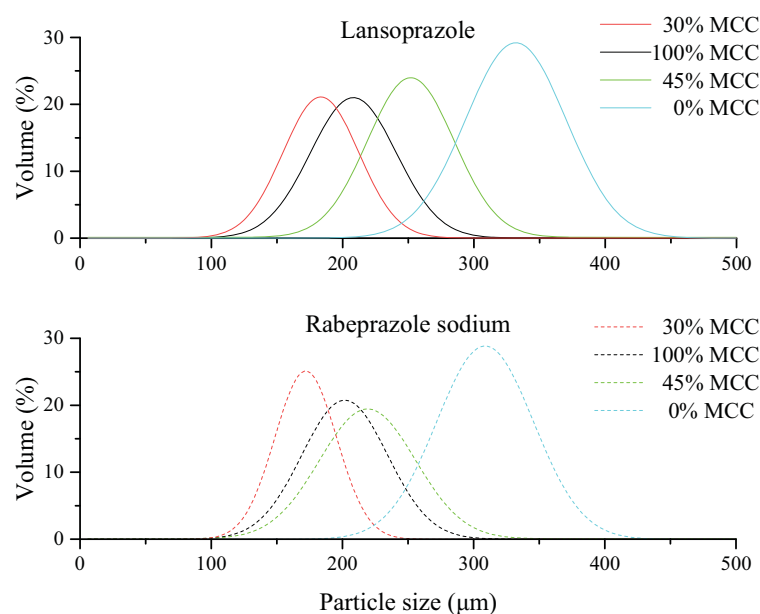 Lansoprazole
30% MCC
100% MCC
45% MCC
0% MCC
Volume (%)
30
20
10
0
0 100 200 300 400 500
Rabeprazole sodium
30% MCC
100% MCC
45% MCC
0% MCC
Volume (%)
30
20
10
0
0 100 200 300 400 500
Particle size (μm)